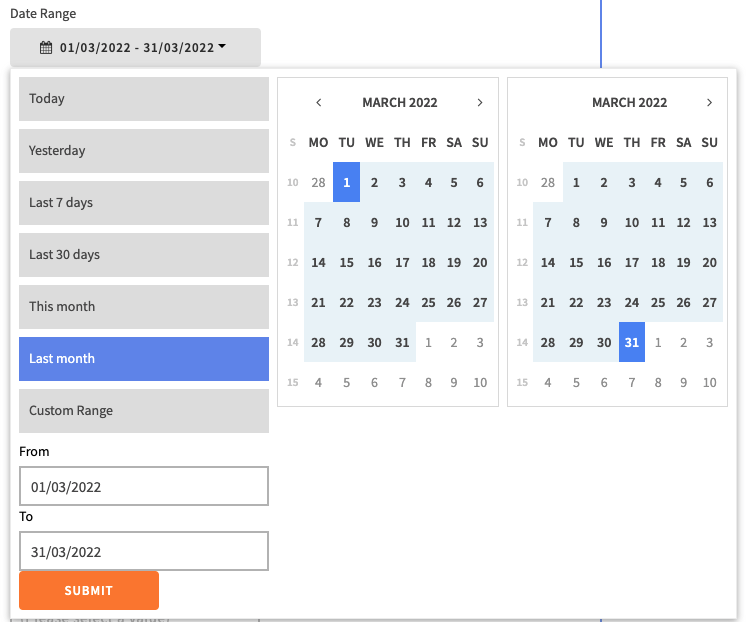 Date Range
01/03/2022 - 31/03/2022
Today
Yesterday
Last 7 days
Last 30 days
This month
Last month
Custom Range
From
01/03/2022
To
31/03/2022
SUBMIT
MARCH 2022
S MO TU WE TH FR SA SU
10 28 1 2 3 4 5 6
11 7 8 9 10 11 12 13
12 14 15 16 17 18 19 20
13 21 22 23 24 25 26 27
14 28 29 30 31 1 2 3
15 4 5 6 7 8 9 10
MARCH 2022
S MO TU WE TH FR SA SU
10 28 1 2 3 4 5 6
11 7 8 9 10 11 12 13
12 14 15 16 17 18 19 20
13 21 22 23 24 25 26 27
14 28 29 30 31 1 2 3
15 4 5 6 7 8 9 10